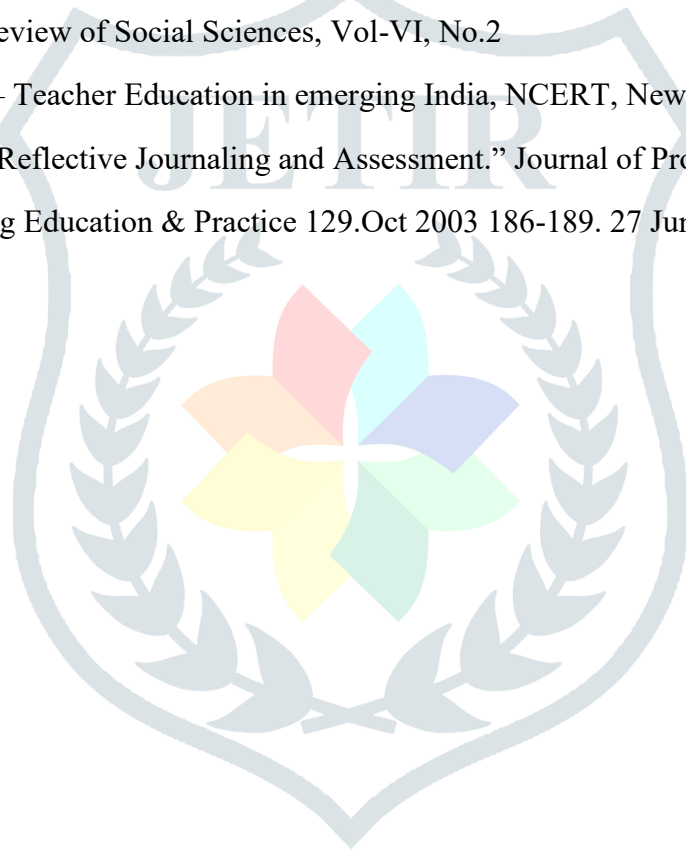 eview of Social Sciences, Vol-VI, No.2
– Teacher Education in emerging India, NCERT, New
JETIR
Reflective Journaling and Assessment.” Journal of Pro
g Education & Practice 129.Oct 2003 186-189. 27 Jun